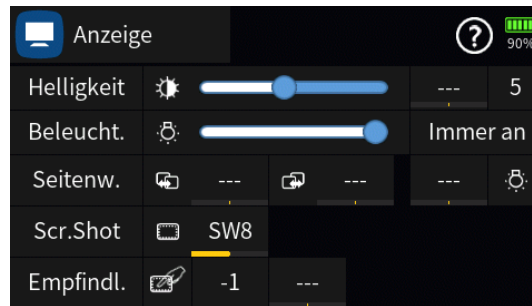 Anzeige ? 90%
Helligkeit --- 5
Beleucht. Immer an
Seitenw. --- --- ---
Scr.Shot SW8
Empfindl. -1 ---